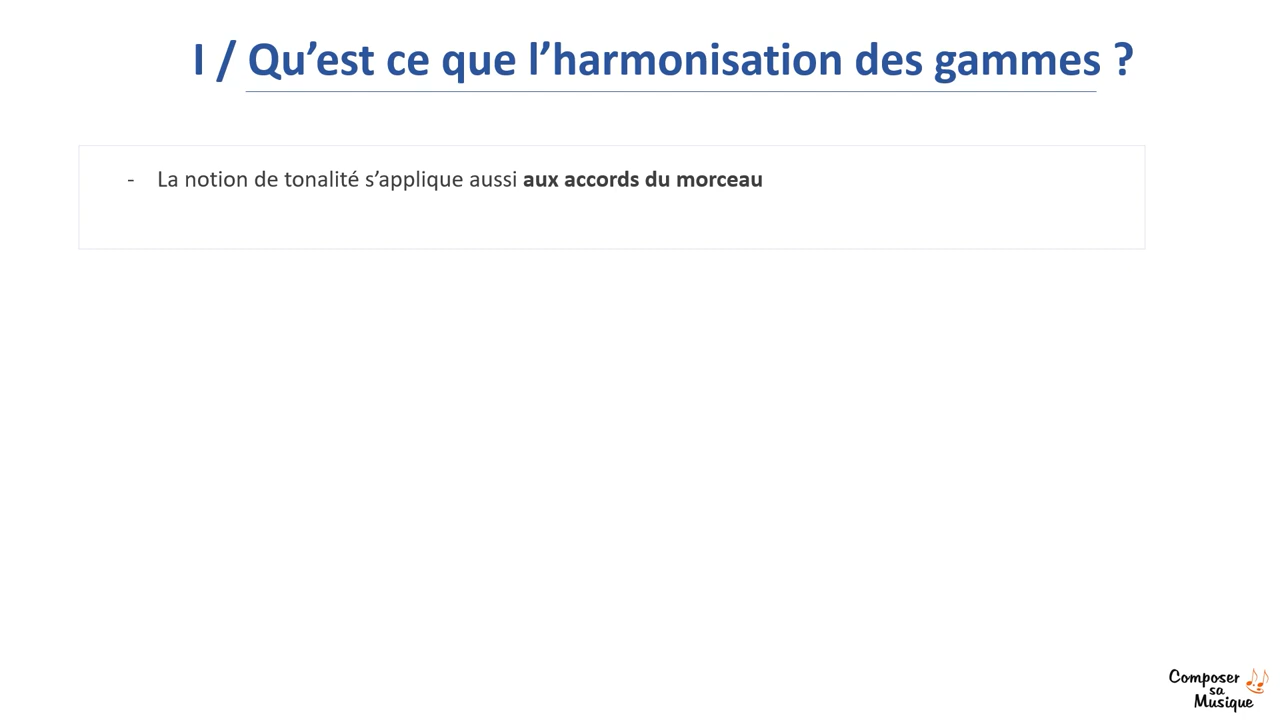 I / Qu’est ce que l’harmonisation des gammes ?
- La notion de tonalité s’applique aussi aux accords du morceau
Composer
sa
Musique